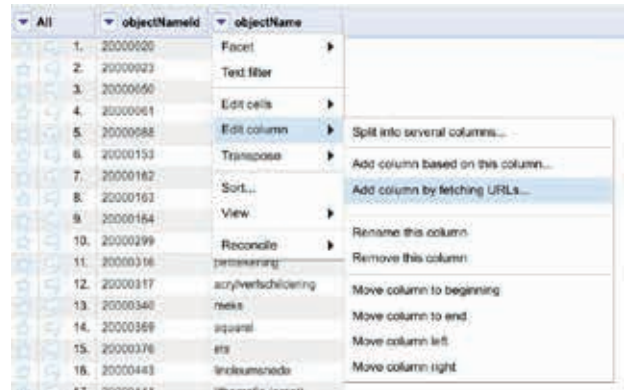 All objectNameId objectName
1. 20000020 Facet
2. 20000023 Text filter
3. 20000050
4. 20000061 Edit cells
5. 20000088 Edit column Split into several columns...
6. 20000153 Transpose Add column based on this column...
7. 20000162 Add column by fetching URLs...
8. 20000163 Sort...
9. 20000164 View Rename this column
10. 20000299 Reconcile Remove this column
11. 20000316
12. 20000317 acrylverfschildering Move column to beginning
13. 20000340 meks Move column to end
14. 20000369 aquarel Move column left
15. 20000376 ets Move column right
16. 20000443 linoleumsnede
17.